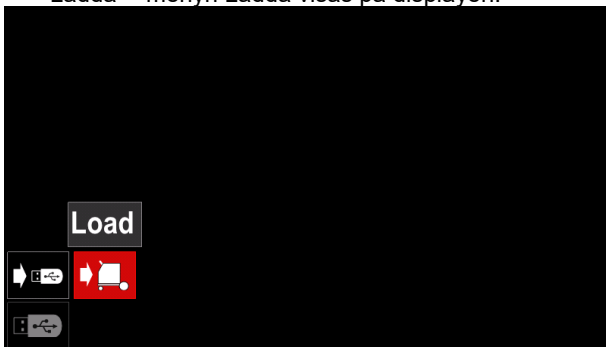 Ladda” – menyn Ladda visas på displayen.
Load